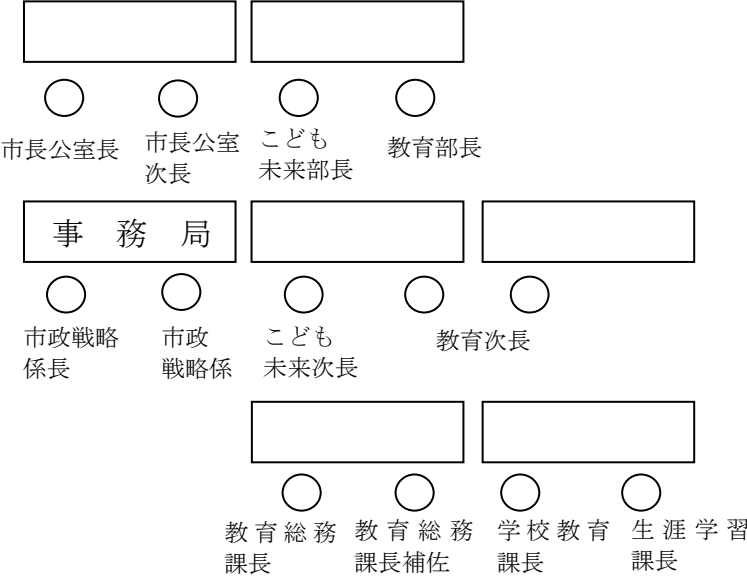 市長公室長
市長公室
次長
こども
未来部長
教育部長
事　務　局
市政戦略
係長
市政
戦略係
こども
未来次長
教育次長
教育総務
課長
教育総務
課長補佐
学校教育
課長
生涯学習
課長